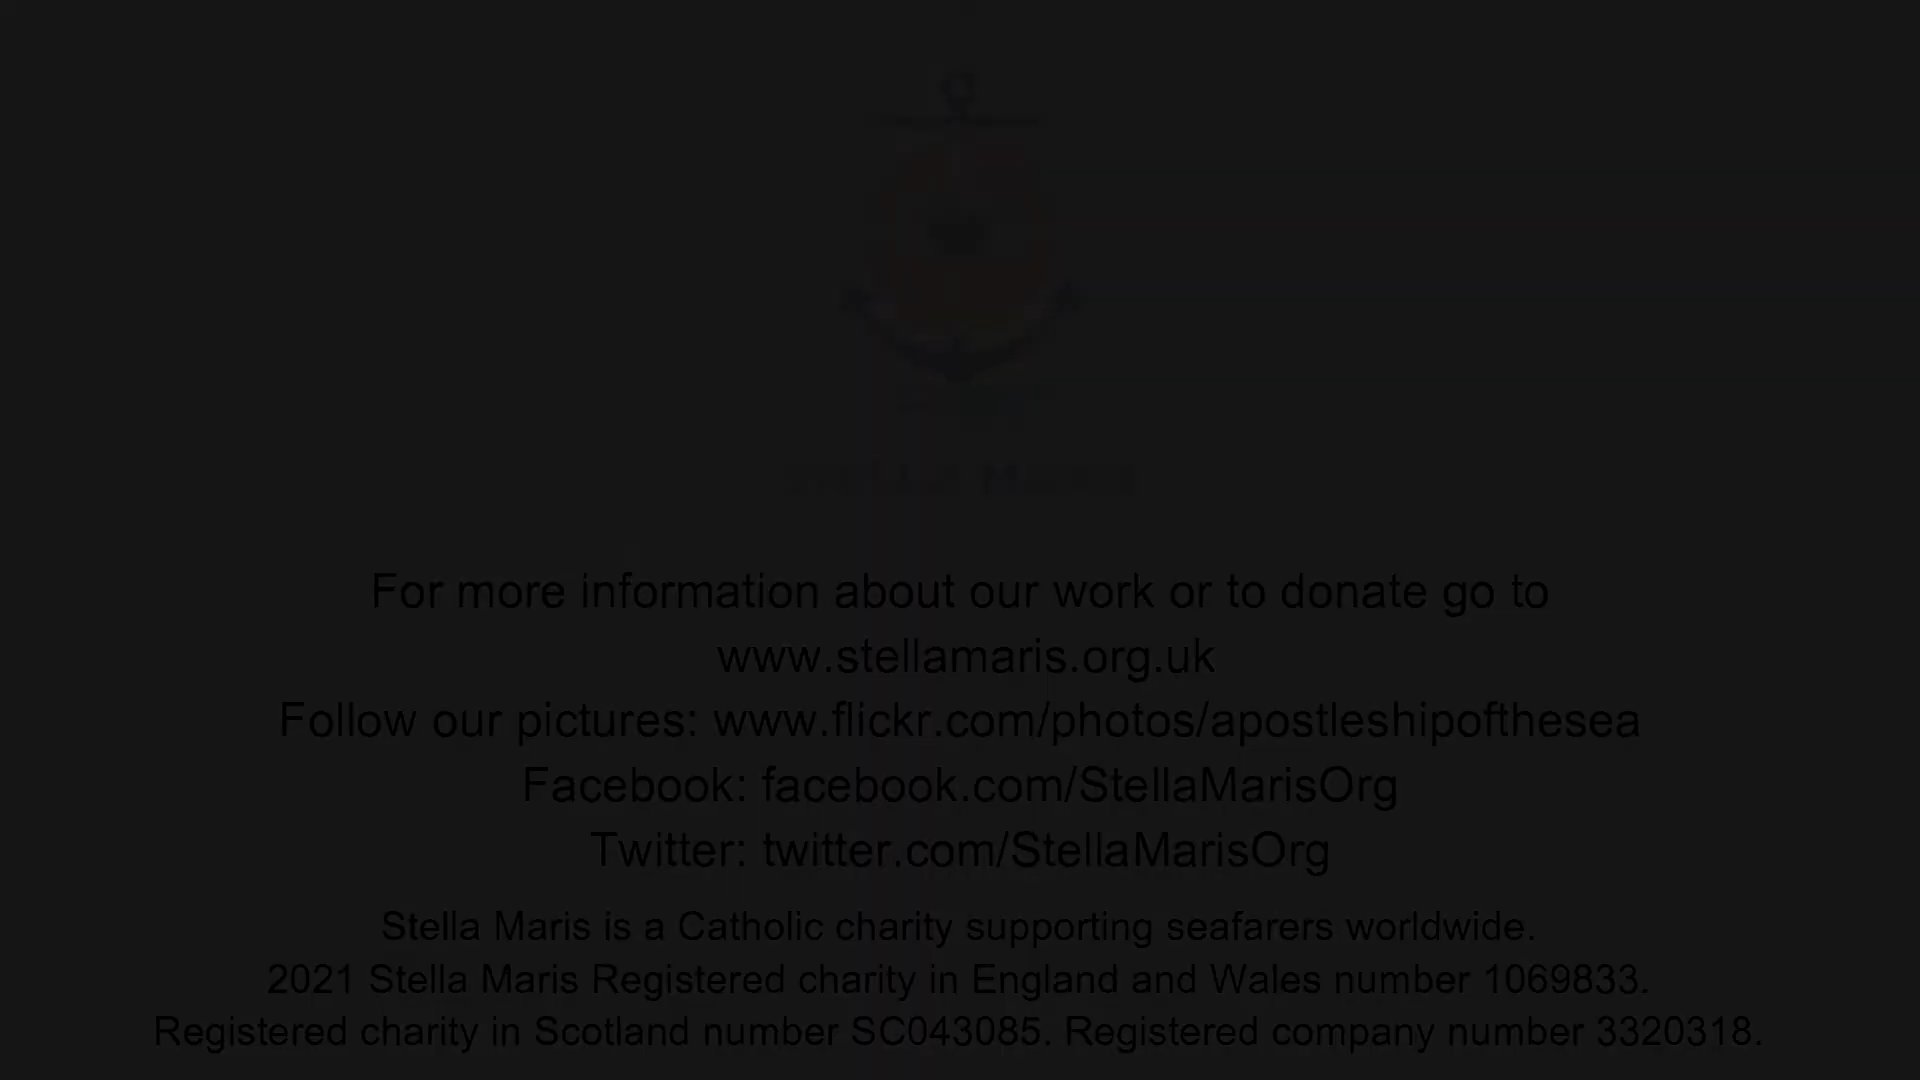 STELLA MARIS
For more information about our work or to donate go to
www.stellamaris.org.uk
Follow our pictures: www.flickr.com/photos/apostleshipofthesea
Facebook: facebook.com/StellaMarisOrg
Twitter: twitter.com/StellaMarisOrg
Stella Maris is a Catholic charity supporting seafarers worldwide.
2021 Stella Maris Registered charity in England and Wales number 1069833.
Registered charity in Scotland number SC043085. Registered company number 3320318.